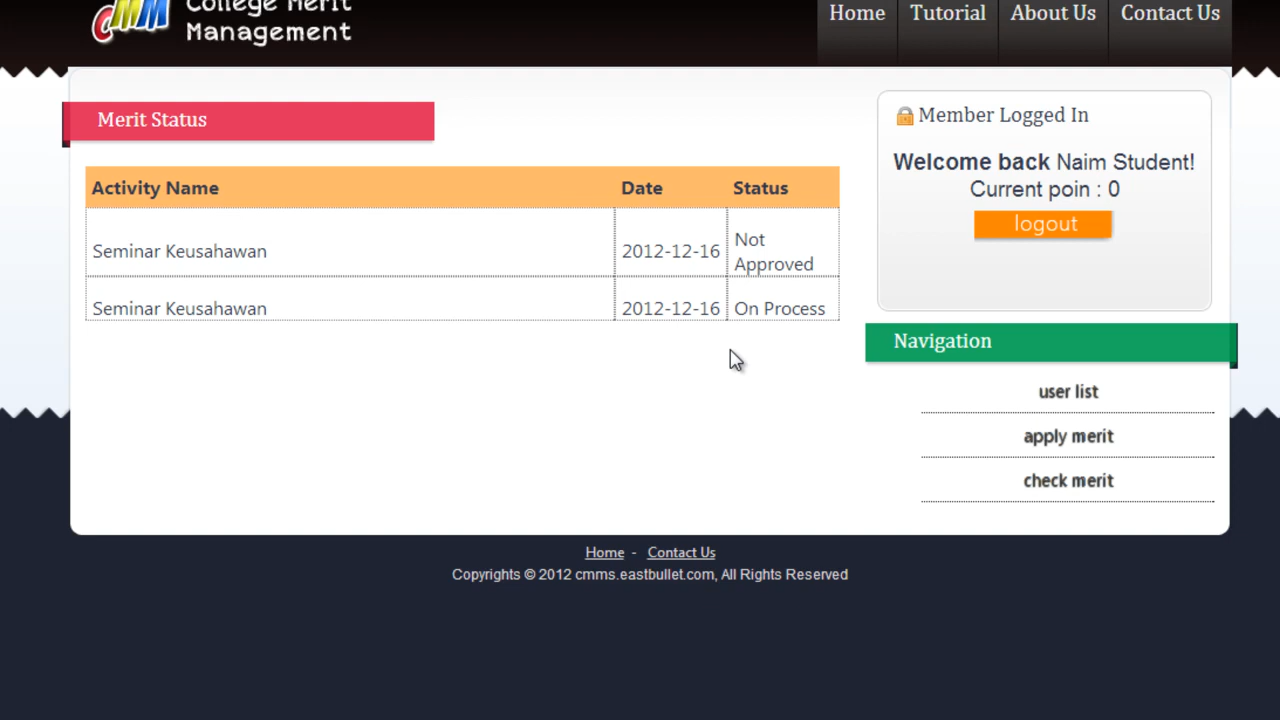 CMM
College Merit
Management
Home
Tutorial
About Us
Contact Us
Merit Status
Activity Name
Date
Status
Seminar Keusahawan
2012-12-16
Not
Approved
Seminar Keusahawan
2012-12-16
On Process
Member Logged In
Welcome back Naim Student!
Current poin : 0
logout
Navigation
user list
apply merit
check merit
Home - Contact Us
Copyrights © 2012 cmms.eastbullet.com, All Rights Reserved